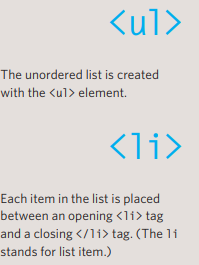 <ul>
The unordered list is created
with the <ul> element.
<li>
Each item in the list is placed
between an opening <li> tag
and a closing </li> tag. (The li
stands for list item.)